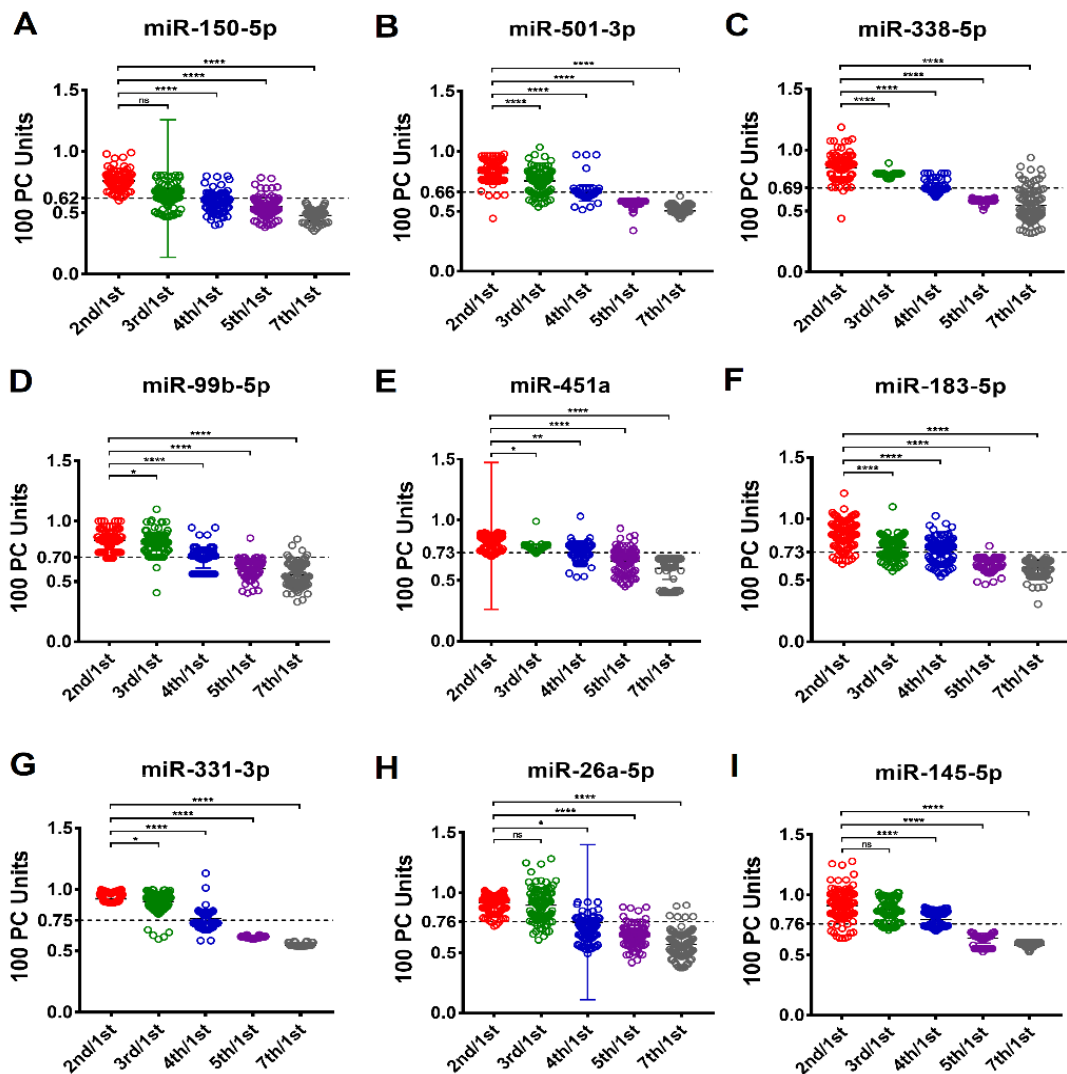 A
miR-150-5p
****
****
****
ns
100 PC Units
1.5
1.0
0.62
0.5
0.0
2nd/1st
3rd/1st
4th/1st
5th/1st
7th/1st
B
miR-501-3p
****
****
****
****
100 PC Units
1.5
1.0
0.66
0.5
0.0
2nd/1st
3rd/1st
4th/1st
5th/1st
7th/1st
C
miR-338-5p
****
****
****
****
100 PC Units
1.5
1.0
0.69
0.5
0.0
2nd/1st
3rd/1st
4th/1st
5th/1st
7th/1st
D
miR-99b-5p
****
****
****
*
100 PC Units
1.5
1.0
0.70
0.5
0.0
2nd/1st
3rd/1st
4th/1st
5th/1st
7th/1st
E
miR-451a
****
****
**
*
100 PC Units
1.5
1.0
0.73
0.5
0.0
2nd/1st
3rd/1st
4th/1st
5th/1st
7th/1st
F
miR-183-5p
****
****
****
****
100 PC Units
1.5
1.0
0.73
0.5
0.0
2nd/1st
3rd/1st
4th/1st
5th/1st
7th/1st
G
miR-331-3p
****
****
****
*
100 PC Units
1.5
1.0
0.75
0.5
0.0
2nd/1st
3rd/1st
4th/1st
5th/1st
7th/1st
H
miR-26a-5p
****
****
*
ns
100 PC Units
1.5
1.0
0.76
0.5
0.0
2nd/1st
3rd/1st
4th/1st
5th/1st
7th/1st
I
miR-145-5p
****
****
****
ns
100 PC Units
1.5
1.0
0.76
0.5
0.0
2nd/1st
3rd/1st
4th/1st
5th/1st
7th/1st